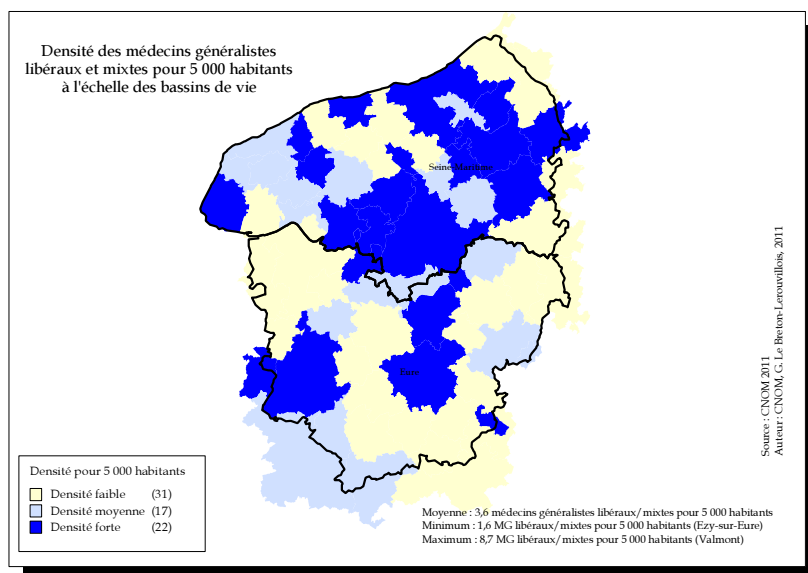 Densité des médecins généralistes
libéraux et mixtes pour 5 000 habitants
à l'échelle des bassins de vie
Seine Maritime
Eure
Source : CNOM 2011
Auteur : CNOM, G. Le Breton-Lerouvillois, 2011
Densité pour 5 000 habitants
Densité faible (31)
Densité moyenne (17)
Densité forte (22)
Moyenne : 3,6 médecins généralistes libéraux/mixtes pour 5 000 habitants
Minimum : 1,6 MG libéraux/mixtes pour 5 000 habitants (Ezy-sur-Eure)
Maximum : 8,7 MG libéraux/mixtes pour 5 000 habitants (Valmont)